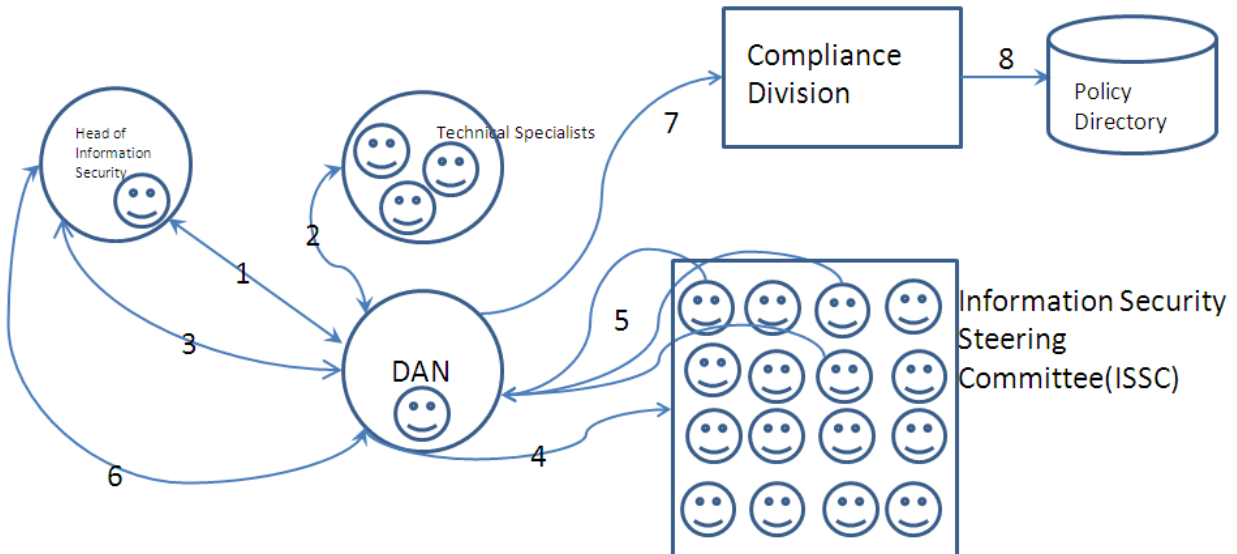 Compliance
Division
8
Policy
Directory
Head of
Information
Security
Technical Specialists
7
2
1
3
DAN
6
4
5
Information Security
Steering
Committee(ISSC)